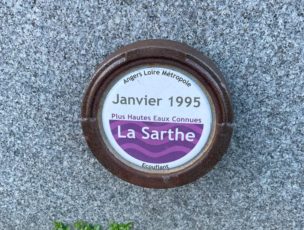 Angers Loire Métropole
Janvier 1995
Plus Hautes Eaux Connues
La Sarthe
Ecouflant